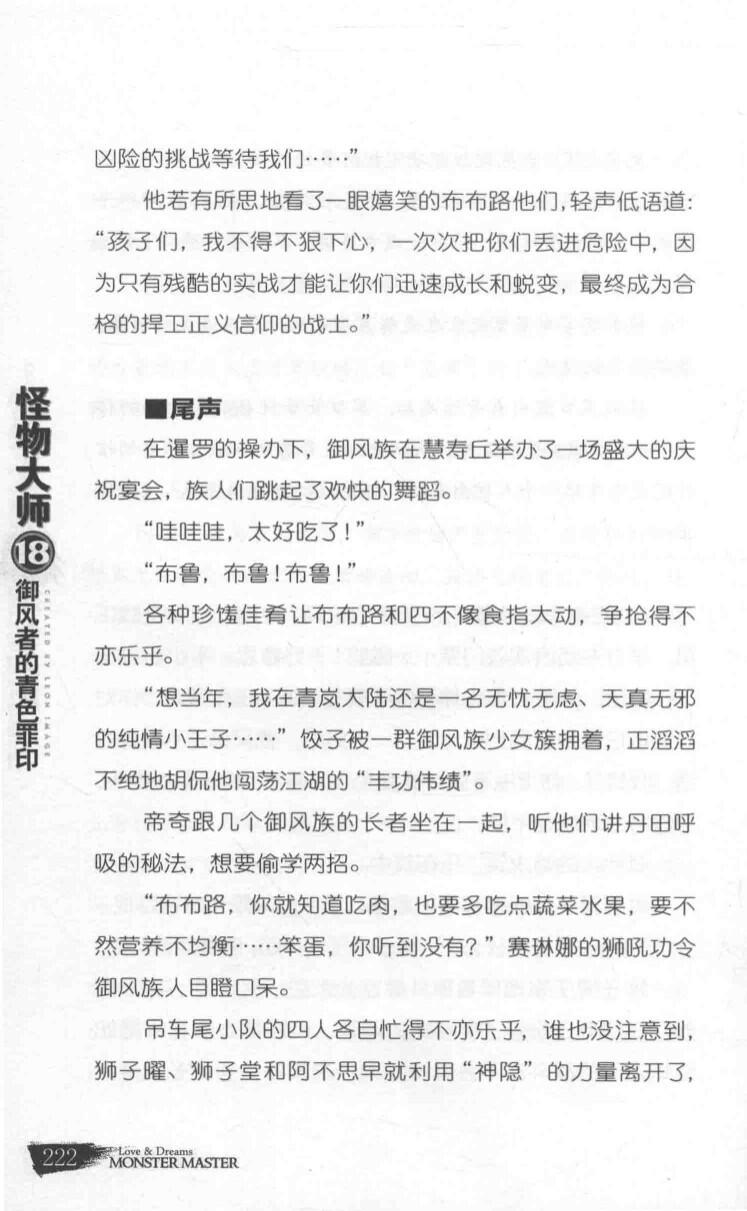 凶险的挑战等待我们……”
他若有所思地看了一眼嬉笑的布布路他们,轻声低语道:
“孩子们，我不得不狠下心，一次次把你们丢进危险中，因
为只有残酷的实战才能让你们迅速成长和蜕变，最终成为合
格的捍卫正义信仰的战士。”
■尾声
在暹罗的操办下，御风族在慧寿丘举办了一场盛大的庆
祝宴会，族人们跳起了欢快的舞蹈。
“哇哇哇，太好吃了!”
“布鲁，布鲁!布鲁!”
各种珍馐佳肴让布布路和四不像食指大动，争抢得不
亦乐乎。
“想当年，我在青岚大陆还是一名无忧无虑、天真无邪
的纯情小王子……”饺子被一群御风族少女簇拥着，正滔滔
不绝地胡侃他闯荡江湖的“丰功伟绩”。
帝奇跟几个御风族的长者坐在一起，听他们讲丹田呼
吸的秘法，想要偷学两招。
“布布路，你就知道吃肉，也要多吃点蔬菜水果，要不
然营养不均衡……笨蛋，你听到没有?”赛琳娜的狮吼功令
御风族人目瞪口呆。
吊车尾小队的四人各自忙得不亦乐乎，谁也没注意到，
狮子曜、狮子堂和阿不思早就利用“神隐”的力量离开了，
怪物大师⑱御风者的青色罪印
CREATED BY LEON IMAGE
222
Love & Dreams
MONSTER MASTER